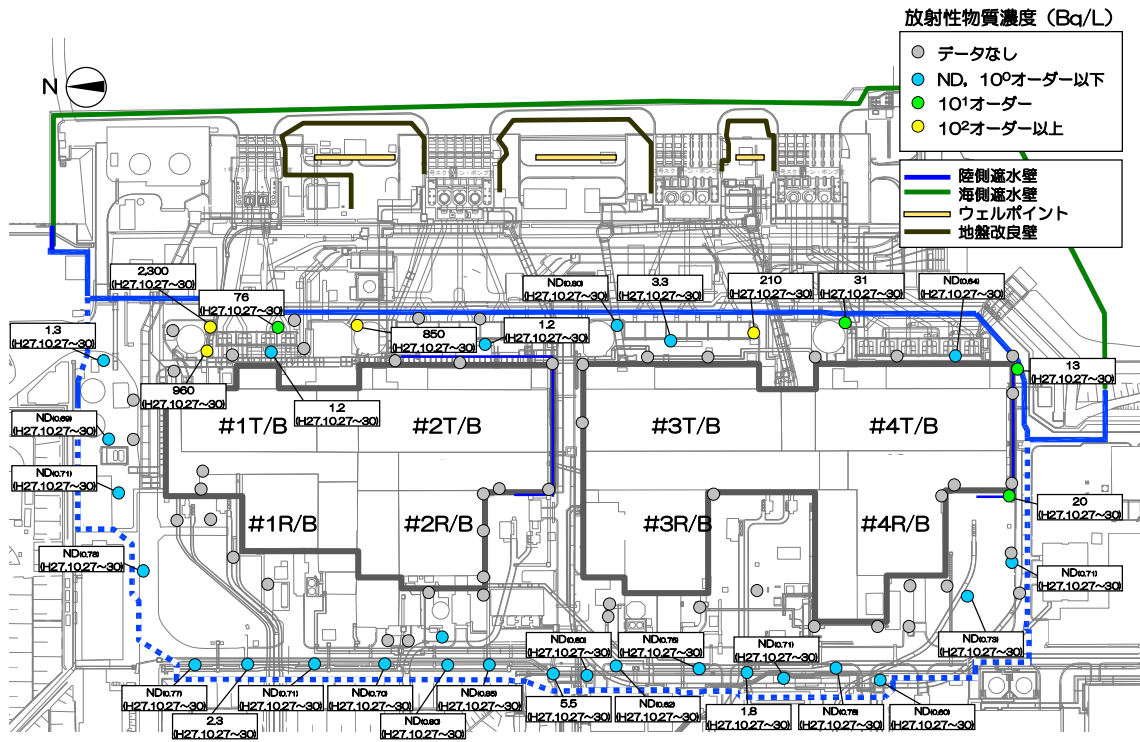 放射性物質濃度（Bq/L）
データなし
ND，10⁰オーダー以下
10¹オーダー
10²オーダー以上
陸側遮水壁
海側遮水壁
ウェルポイント
地盤改良壁
N
2,300
(H27.10.27～30)
76
(H27.10.27～30)
ND(0.80)
(H27.10.27～30)
3.3
(H27.10.27～30)
210
(H27.10.27～30)
31
(H27.10.27～30)
ND(0.64)
(H27.10.27～30)
1.3
(H27.10.27～30)
850
(H27.10.27～30)
1.2
(H27.10.27～30)
13
(H27.10.27～30)
960
(H27.10.27～30)
1.2
(H27.10.27～30)
ND(0.69)
(H27.10.27～30)
#1T/B
#2T/B
#3T/B
#4T/B
ND(0.71)
(H27.10.27～30)
20
(H27.10.27～30)
#1R/B
#2R/B
#3R/B
#4R/B
ND(0.78)
(H27.10.27～30)
ND(0.71)
(H27.10.27～30)
ND(0.60)
(H27.10.27～30)
ND(0.76)
(H27.10.27～30)
ND(0.71)
(H27.10.27～30)
ND(0.73)
(H27.10.27～30)
ND(0.77)
(H27.10.27～30)
2.3
(H27.10.27～30)
ND(0.71)
(H27.10.27～30)
ND(0.70)
(H27.10.27～30)
ND(0.80)
(H27.10.27～30)
ND(0.85)
(H27.10.27～30)
5.5
(H27.10.27～30)
ND(0.62)
(H27.10.27～30)
1.8
(H27.10.27～30)
ND(0.78)
(H27.10.27～30)
ND(0.60)
(H27.10.27～30)